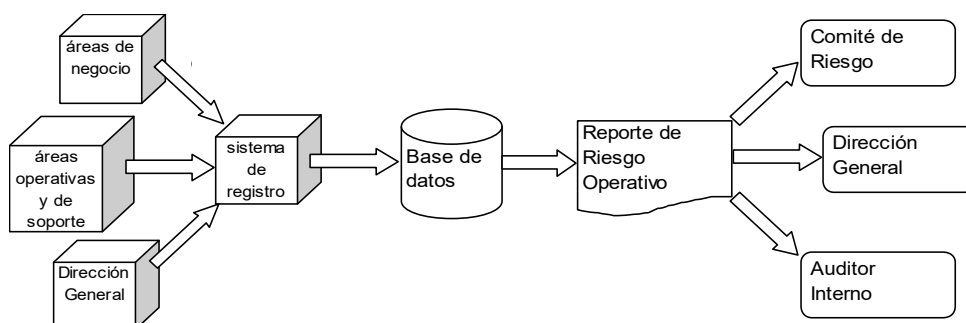 áreas de
negocio
áreas
operativas
y de
soporte
Dirección
General
sistema
de
registro
Base de
datos
Reporte de
Riesgo
Operativo
Comité de
Riesgo
Dirección
General
Auditor
Interno